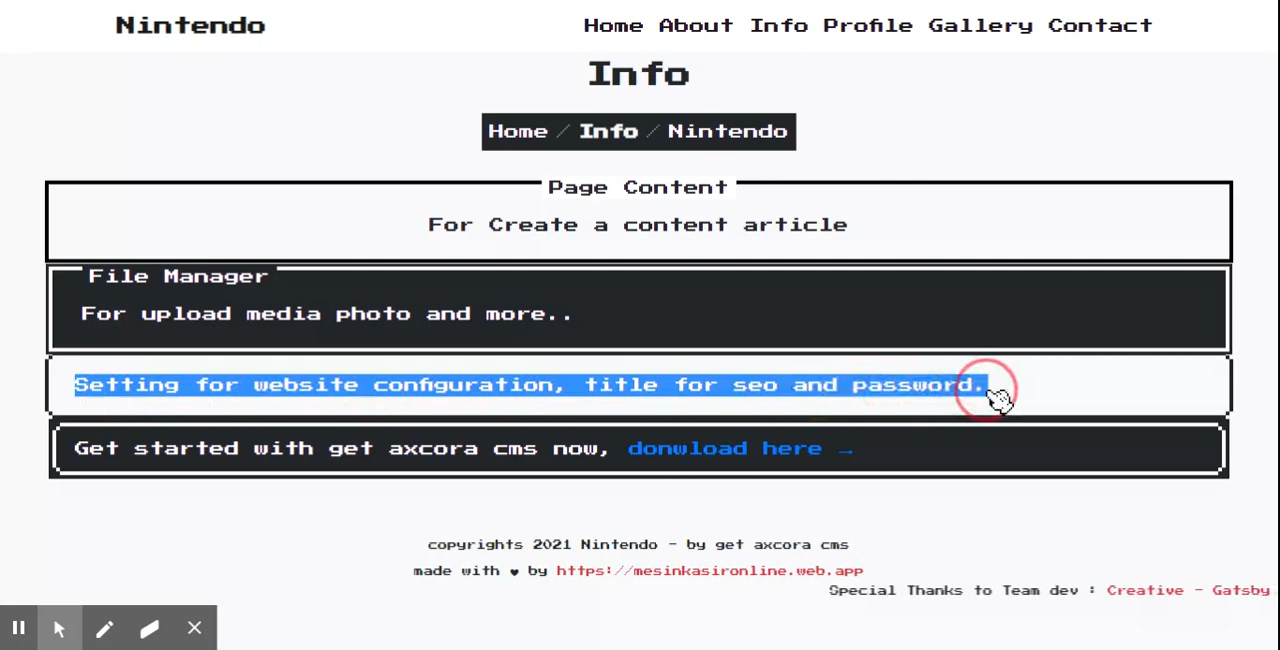 Nintendo
Home About Info Profile Gallery Contact
Info
Home / Info / Nintendo
Page Content
For Create a content article
File Manager
For upload media photo and more..
Setting for website configuration, title for seo and password.
Get started with get axcora cms now, donwload here →
copyrights 2021 Nintendo - by get axcora cms
made with ♥ by https://mesinkasironline.web.app
Special Thanks to Team dev : Creative - Gatsby